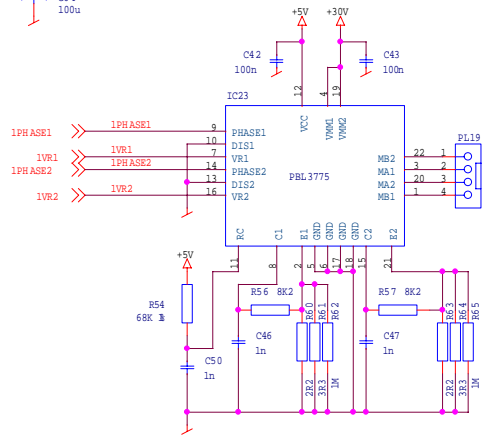 100u
+5V +30V
C42 C43
100n 100n
12 4 19
IC23
VCC VMM1 VMM2
PL19
1PHASE1 1PHASE1 9 PHASE1
10 DIS1
1VR1 1VR1 7 VR1 MB2 22 1
1PHASE2 1PHASE2 14 PHASE2 MA1 3 2
13 DIS2 PBL3775 MA2 20 3
1VR2 1VR2 16 VR2 MB1 1 4
RC C1 E1 GND GND GND GND C2 E2
11 8 2 5 6 17 18 15 21
+5V
R56 8K2 R57 8K2
R54
68K
R60 R61 R62 R63 R64 R65
C46 C47
1n 1n
C50
1n
2R2 3R3 1M 2R2 3R3 1M